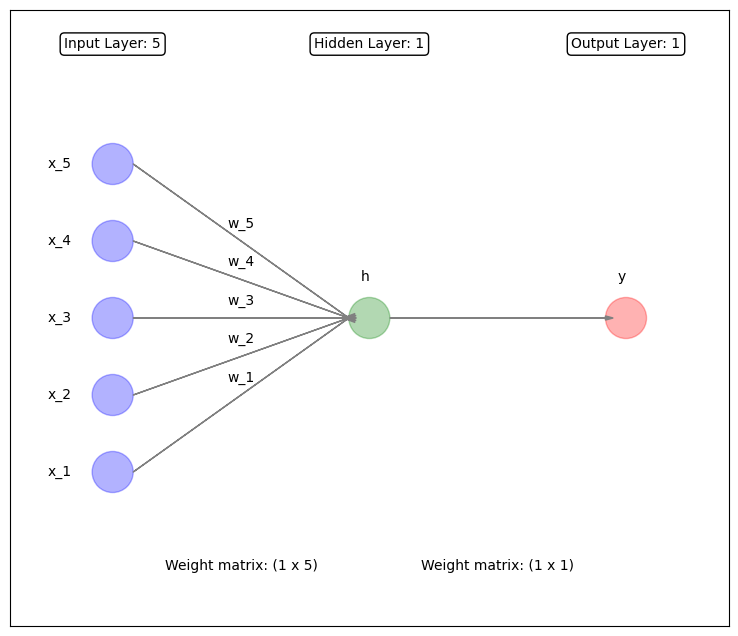 Input Layer: 5
Hidden Layer: 1
Output Layer: 1
x_5
w_5
x_4
w_4
h
y
x_3
w_3
w_2
x_2
w_1
x_1
Weight matrix: (1 x 5)
Weight matrix: (1 x 1)